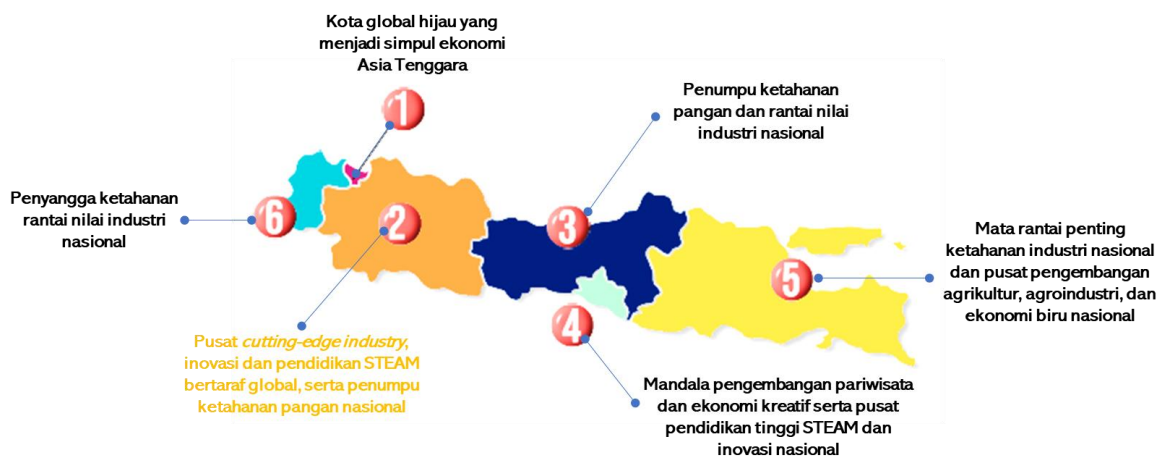 Kota global hijau yang
menjadi simpul ekonomi
Asia Tenggara
1
Penumpu ketahanan
pangan dan rantai nilai
industri nasional
Penyangga ketahanan
rantai nilai industri
nasional
6
2
3
Mata rantai penting
ketahanan industri nasional
dan pusat pengembangan
agrikultur, agroindustri, dan
ekonomi biru nasional
5
4
Pusat cutting-edge industry,
inovasi dan pendidikan STEAM
bertaraf global, serta penumpu
ketahanan pangan nasional
Mandala pengembangan pariwisata
dan ekonomi kreatif serta pusat
pendidikan tinggi STEAM dan
inovasi nasional